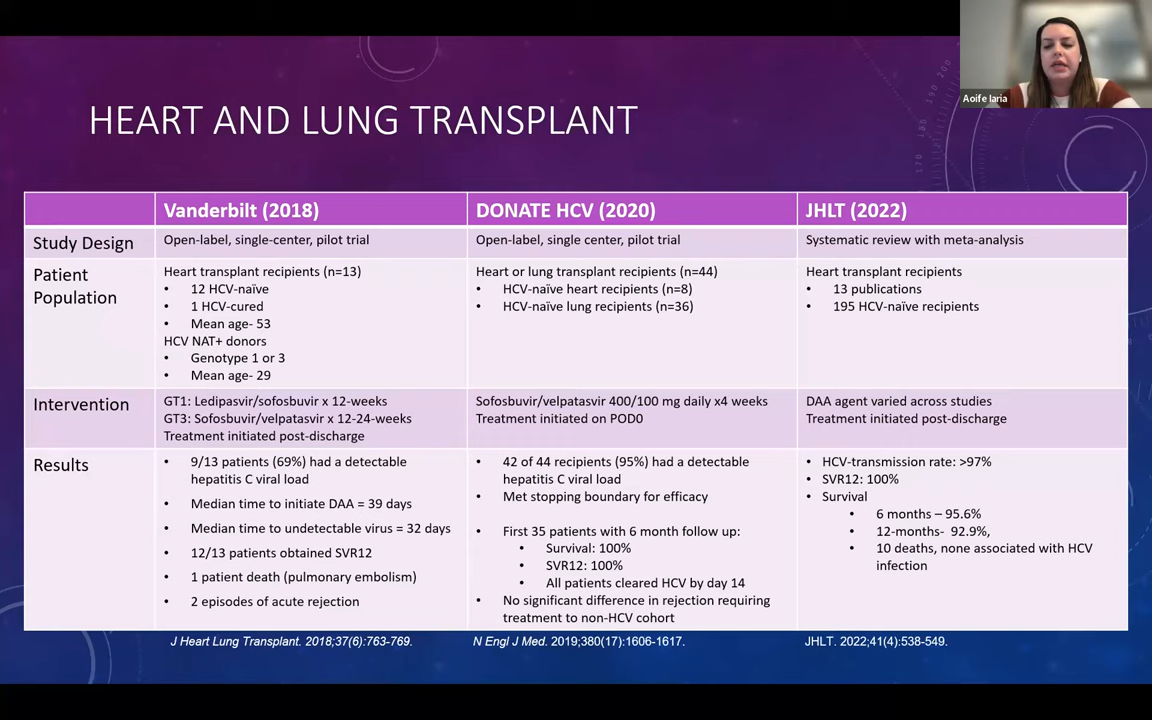 Aoife Iaria
200
190
180
170
HEART AND LUNG TRANSPLANT
Vanderbilt (2018)
DONATE HCV (2020)
JHLT (2022)
Study Design
Open-label, single-center, pilot trial
Open-label, single center, pilot trial
Systematic review with meta-analysis
Patient
Population
Heart transplant recipients (n=13)
• 12 HCV-naïve
• 1 HCV-cured
• Mean age- 53
HCV NAT+ donors
• Genotype 1 or 3
• Mean age- 29
Heart or lung transplant recipients (n=44)
• HCV-naïve heart recipients (n=8)
• HCV-naïve lung recipients (n=36)
Heart transplant recipients
• 13 publications
• 195 HCV-naïve recipients
Intervention
GT1: Ledipasvir/sofosbuvir x 12-weeks
GT3: Sofosbuvir/velpatasvir x 12-24-weeks
Treatment initiated post-discharge
Sofosbuvir/velpatasvir 400/100 mg daily x4 weeks
Treatment initiated on POD0
DAA agent varied across studies
Treatment initiated post-discharge
Results
• 9/13 patients (69%) had a detectable
hepatitis C viral load
• Median time to initiate DAA = 39 days
• Median time to undetectable virus = 32 days
• 12/13 patients obtained SVR12
• 1 patient death (pulmonary embolism)
• 2 episodes of acute rejection
• 42 of 44 recipients (95%) had a detectable
hepatitis C viral load
• Met stopping boundary for efficacy
• First 35 patients with 6 month follow up:
• Survival: 100%
• SVR12: 100%
• All patients cleared HCV by day 14
• No significant difference in rejection requiring
treatment to non-HCV cohort
• HCV-transmission rate: >97%
• SVR12: 100%
• Survival
• 6 months – 95.6%
• 12-months- 92.9%,
• 10 deaths, none associated with HCV
infection
J Heart Lung Transplant. 2018;37(6):763-769.
N Engl J Med. 2019;380(17):1606-1617.
JHLT. 2022;41(4):538-549.